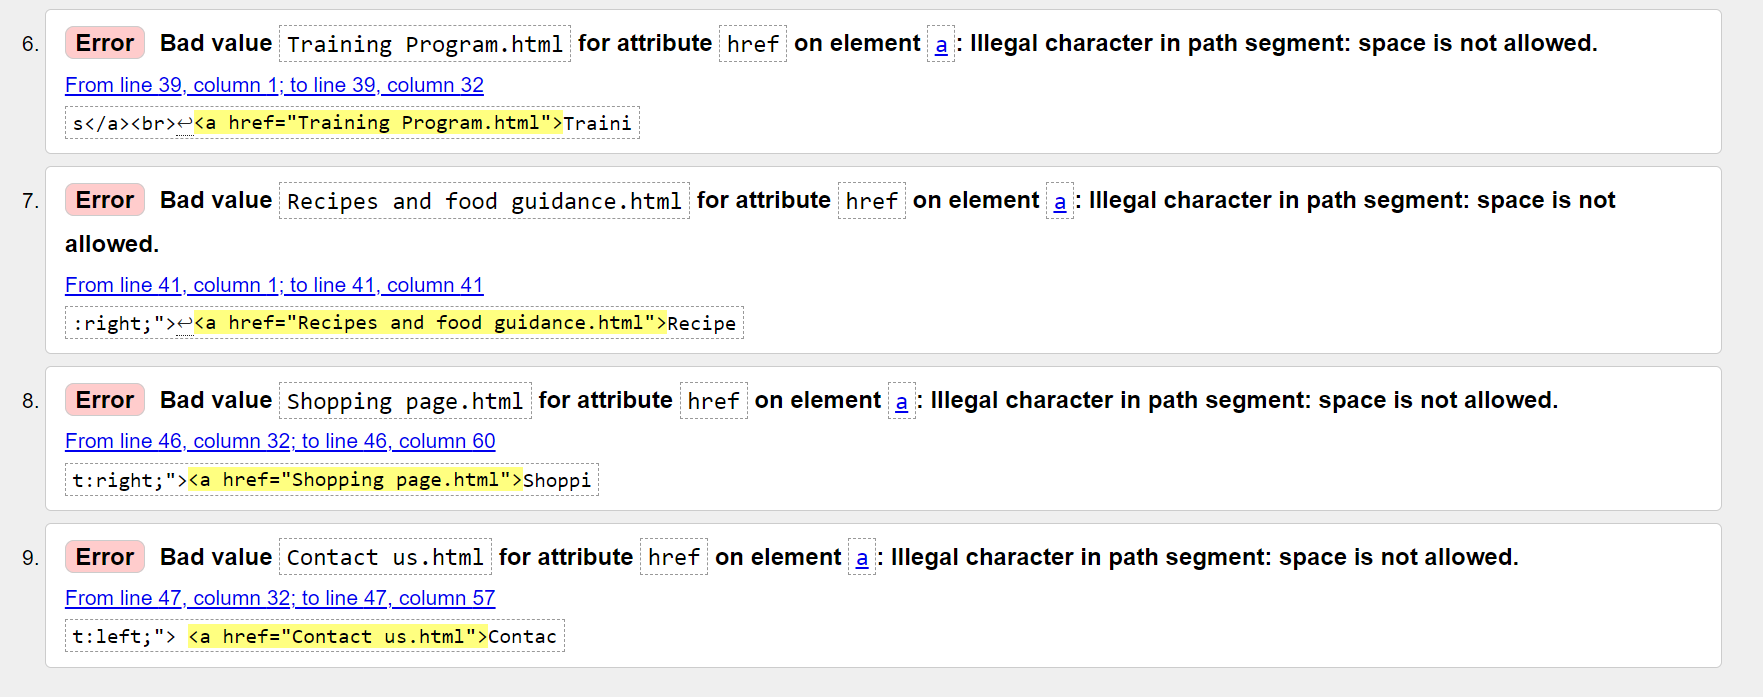 6. Error Bad value Training Program.html for attribute href on element a: Illegal character in path segment: space is not allowed.
From line 39, column 1; to line 39, column 32
s</a><br>↩<a href="Training Program.html">Traini
7. Error Bad value Recipes and food guidance.html for attribute href on element a: Illegal character in path segment: space is not
allowed.
From line 41, column 1; to line 41, column 41
:right;">↩<a href="Recipes and food guidance.html">Recipe
8. Error Bad value Shopping page.html for attribute href on element a: Illegal character in path segment: space is not allowed.
From line 46, column 32; to line 46, column 60
t:right;"><a href="Shopping page.html">Shoppi
9. Error Bad value Contact us.html for attribute href on element a: Illegal character in path segment: space is not allowed.
From line 47, column 32; to line 47, column 57
t:left;"> <a href="Contact us.html">Contac